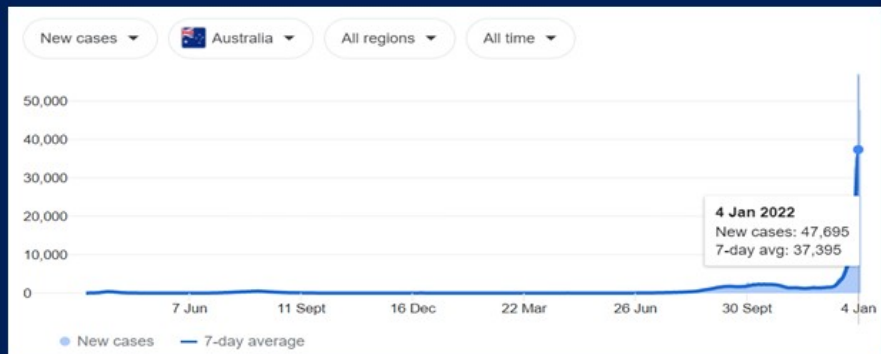 New cases Australia All regions All time
50,000
40,000
30,000
20,000
10,000
0
4 Jan 2022
New cases: 47,695
7-day avg: 37,395
7 Jun 11 Sept 16 Dec 22 Mar 26 Jun 30 Sept 4 Jan
New cases 7-day average